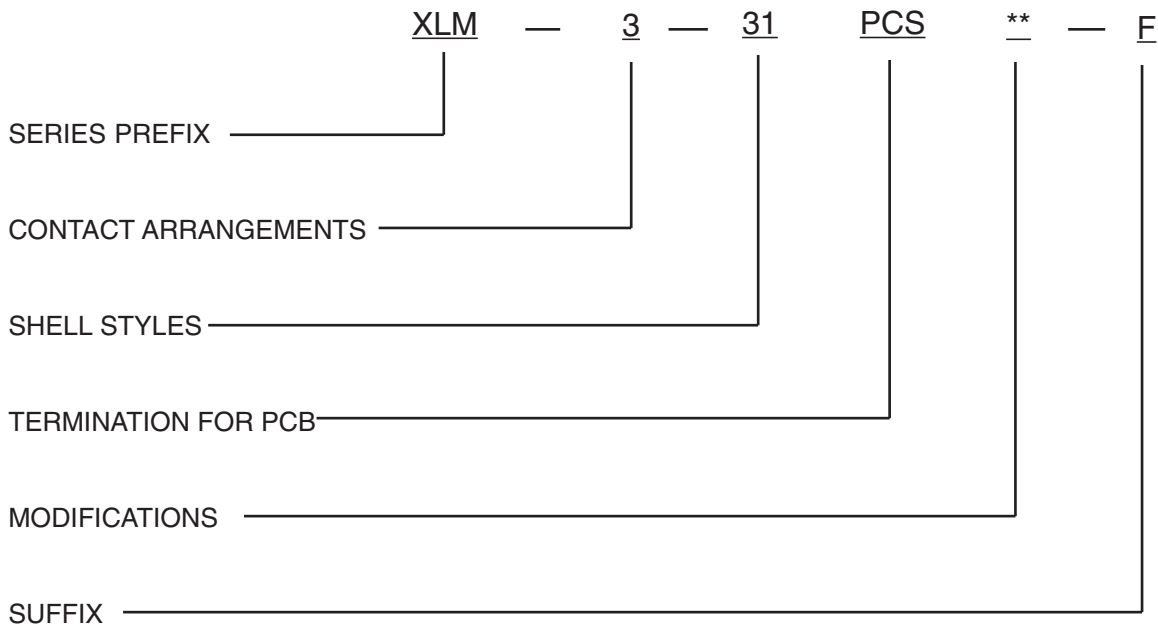 XLM — 3 — 31 PCS ** — F
SERIES PREFIX
CONTACT ARRANGEMENTS
SHELL STYLES
TERMINATION FOR PCB
MODIFICATIONS
SUFFIX